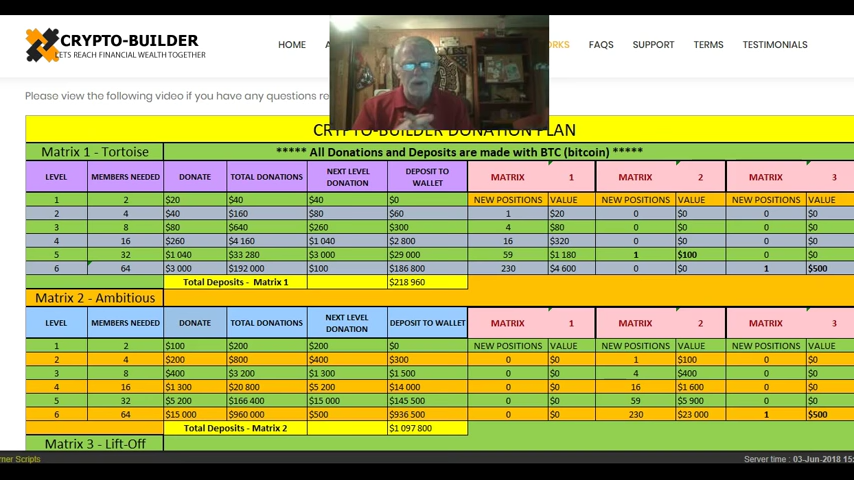 CRYPTO-BUILDER
LETS REACH FINANCIAL WEALTH TOGETHER
HOME A ORKS FAQS SUPPORT TERMS TESTIMONIALS
Please view the following video if you have any questions re
CRYPTO-BUILDER DONATION PLAN
Matrix 1 - Tortoise ***** All Donations and Deposits are made with BTC (bitcoin) *****
LEVEL MEMBERS NEEDED DONATE TOTAL DONATIONS NEXT LEVEL DONATION DEPOSIT TO WALLET MATRIX 1 MATRIX 2 MATRIX 3
1 2 $20 $40 $40 $0 NEW POSITIONS VALUE NEW POSITIONS VALUE NEW POSITIONS VALUE
2 4 $40 $160 $80 $60 1 $20 0 $0 0 $0
3 8 $80 $640 $260 $300 4 $80 0 $0 0 $0
4 16 $260 $4 160 $1 040 $2 800 16 $320 0 $0 0 $0
5 32 $1 040 $33 280 $3 000 $29 000 59 $1 180 1 $100 0 $0
6 64 $3 000 $192 000 $100 $186 800 230 $4 600 0 $0 1 $500
Total Deposits - Matrix 1 $218 960
Matrix 2 - Ambitious
LEVEL MEMBERS NEEDED DONATE TOTAL DONATIONS NEXT LEVEL DONATION DEPOSIT TO WALLET MATRIX 1 MATRIX 2 MATRIX 3
1 2 $100 $200 $200 $0 NEW POSITIONS VALUE NEW POSITIONS VALUE NEW POSITIONS VALUE
2 4 $200 $800 $400 $300 0 $0 1 $100 0 $0
3 8 $400 $3 200 $1 300 $1 500 0 $0 4 $400 0 $0
4 16 $1 300 $20 800 $5 200 $14 000 0 $0 16 $1 600 0 $0
5 32 $5 200 $166 400 $15 000 $145 500 0 $0 59 $5 900 0 $0
6 64 $15 000 $960 000 $500 $936 500 0 $0 230 $23 000 1 $500
Total Deposits - Matrix 2 $1 097 800
Matrix 3 - Lift-Off
rner Scripts Server time : 03-Jun-2018 15: